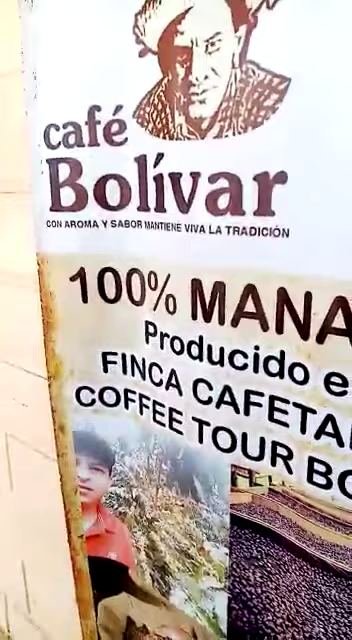 café
Bolívar
CON AROMA Y SABOR MANTIENE VIVA LA TRADICIÓN
100% MANA
Producido e
FINCA CAFETA
COFFEE TOUR BO